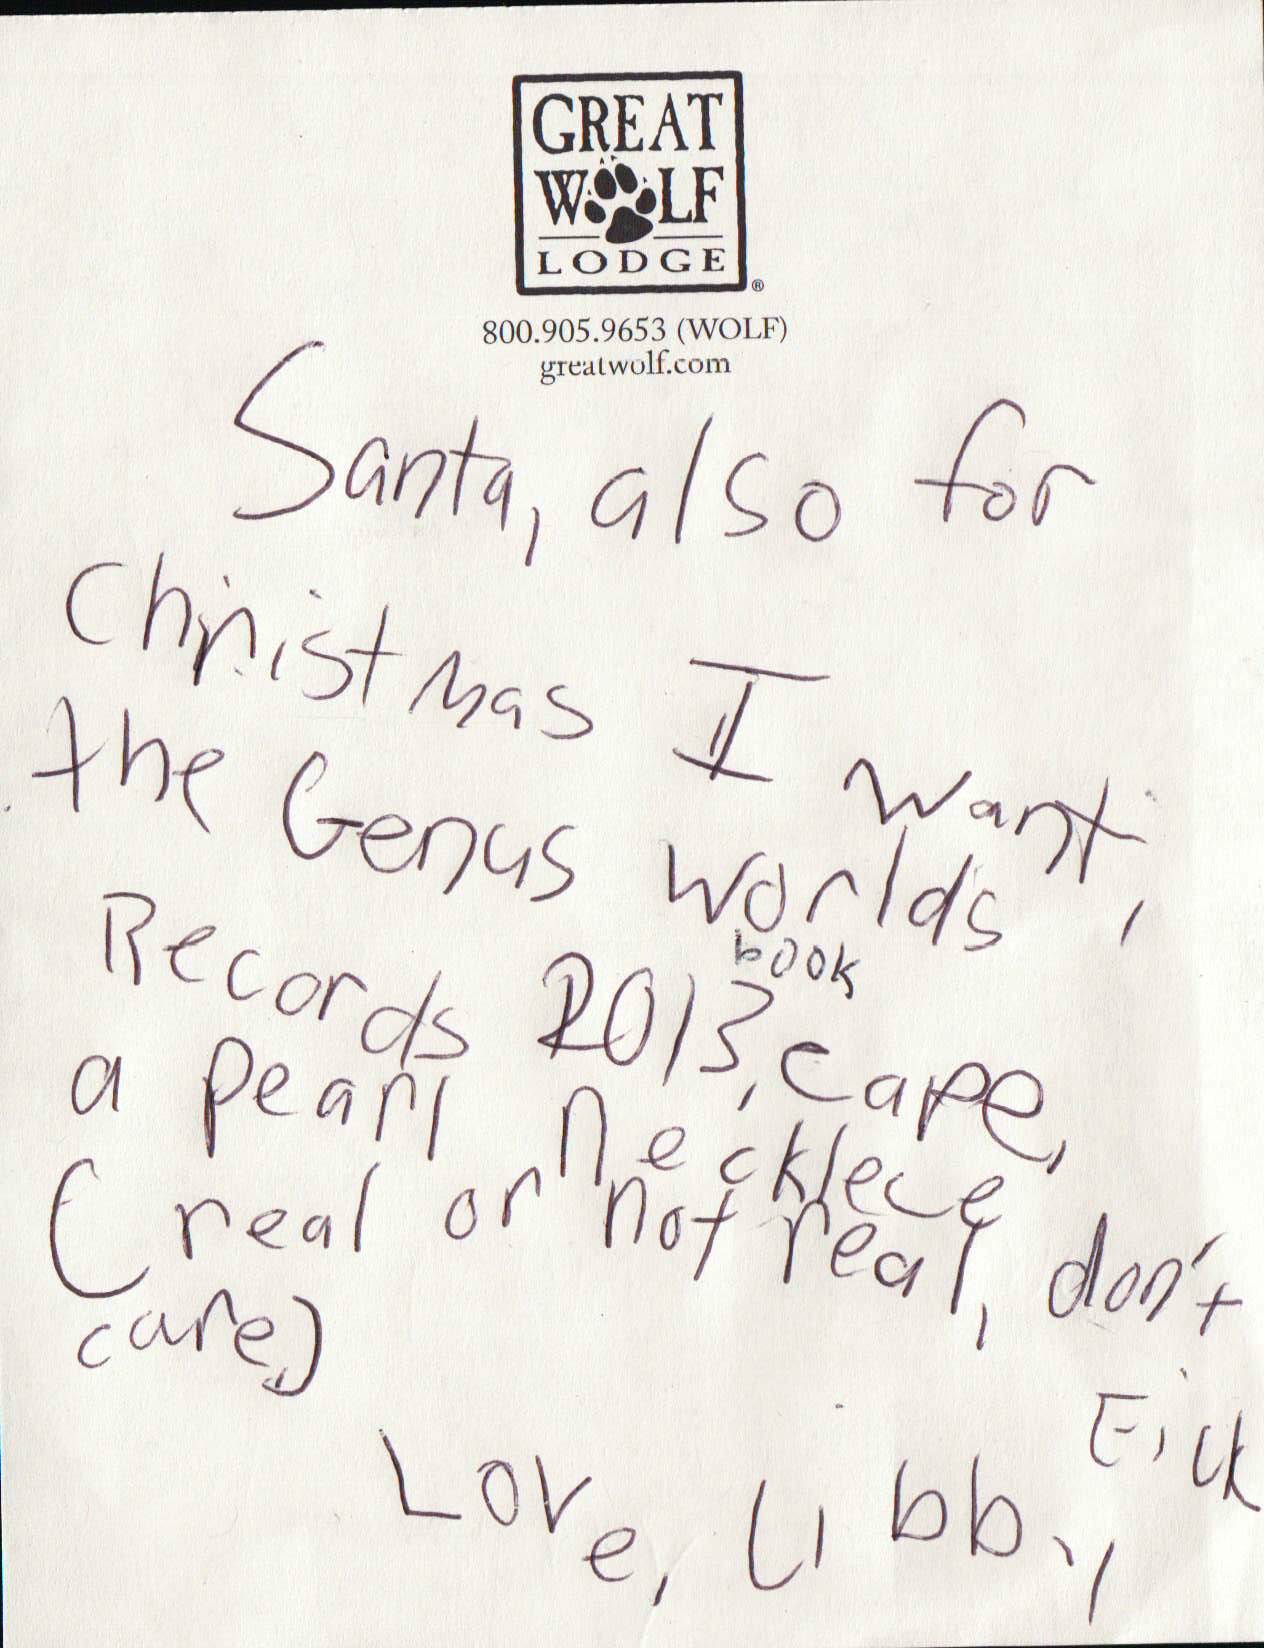 GREAT
WOLF
LODGE
®
800.905.9653 (WOLF)
greatwolf.com
Santa, also for
Christmas I want,
the Genus worlds
Records 2013, book cape,
a pearl necklece
(real or not real, don't
care)
Love, Libby Fick